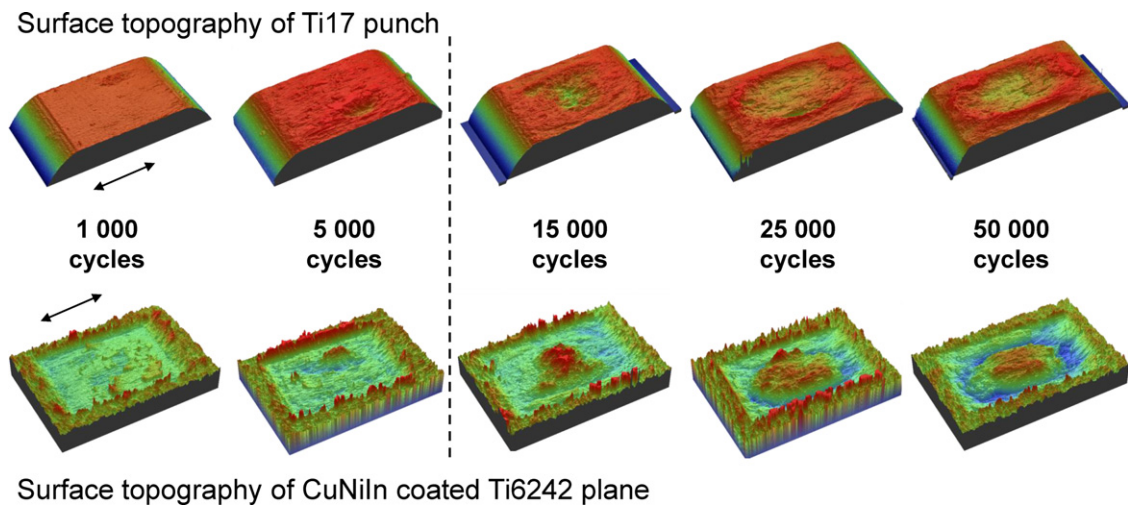 Surface topography of Ti17 punch
1 000
cycles
5 000
cycles
15 000
cycles
25 000
cycles
50 000
cycles
Surface topography of CuNiIn coated Ti6242 plane